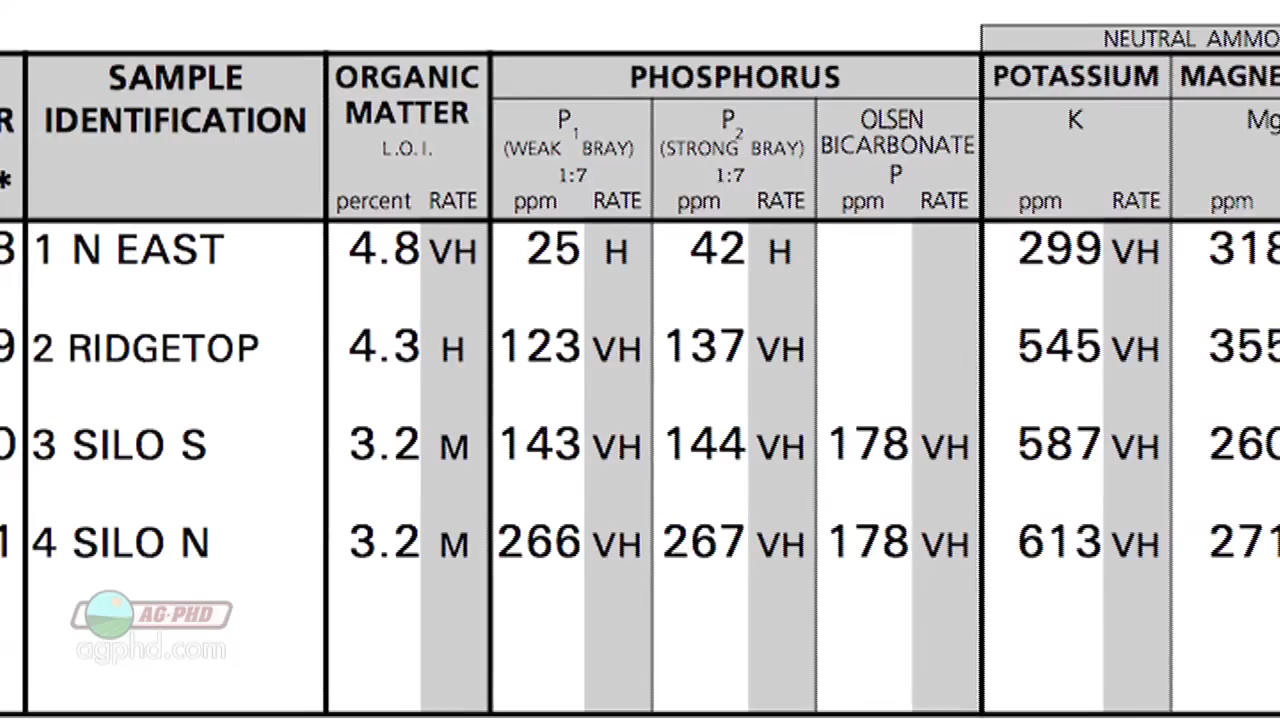 NEUTRAL AMMO
SAMPLE IDENTIFICATION
ORGANIC MATTER
L.O.I.
percent RATE
PHOSPHORUS
P1 (WEAK BRAY) 1:7
ppm RATE
P2 (STRONG BRAY) 1:7
ppm RATE
OLSEN BICARBONATE P
ppm RATE
POTASSIUM
K
ppm RATE
MAGNE
Mg
ppm
R
*
8 1 N EAST 4.8 VH 25 H 42 H 299 VH 318
9 2 RIDGETOP 4.3 H 123 VH 137 VH 545 VH 355
0 3 SILO S 3.2 M 143 VH 144 VH 178 VH 587 VH 260
1 4 SILO N 3.2 M 266 VH 267 VH 178 VH 613 VH 271
AG-PHD
agphd.com